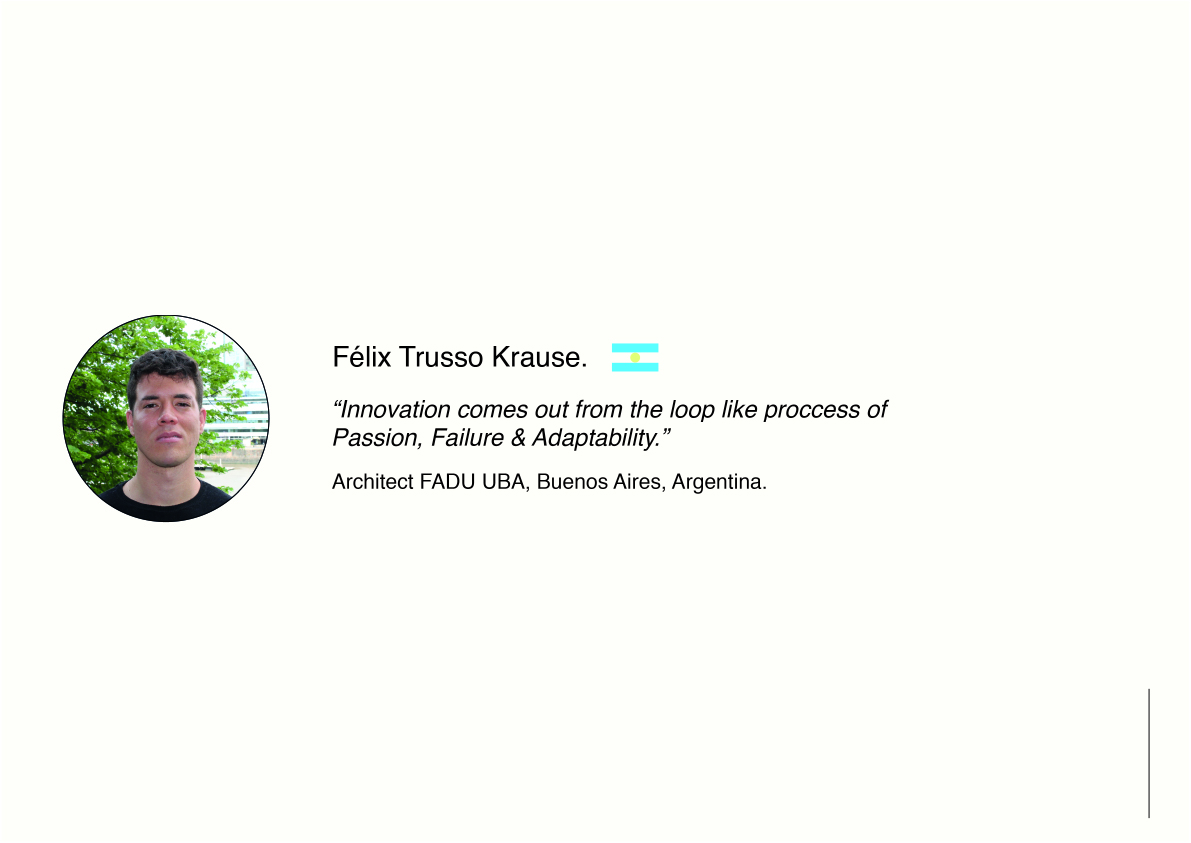 Félix Trusso Krause.
“Innovation comes out from the loop like proccess of
Passion, Failure & Adaptability.”
Architect FADU UBA, Buenos Aires, Argentina.